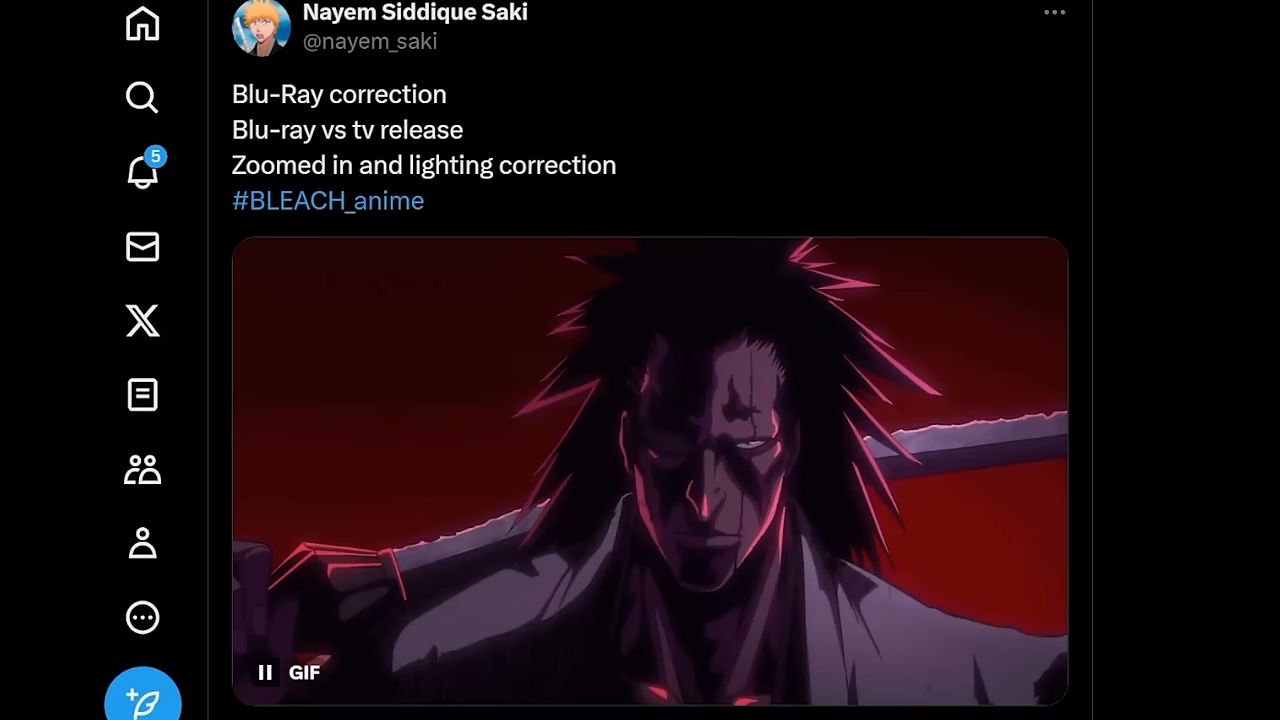 Nayem Siddique Saki
@nayem_saki
Blu-Ray correction
Blu-ray vs tv release
Zoomed in and lighting correction
#BLEACH_anime
5
GIF